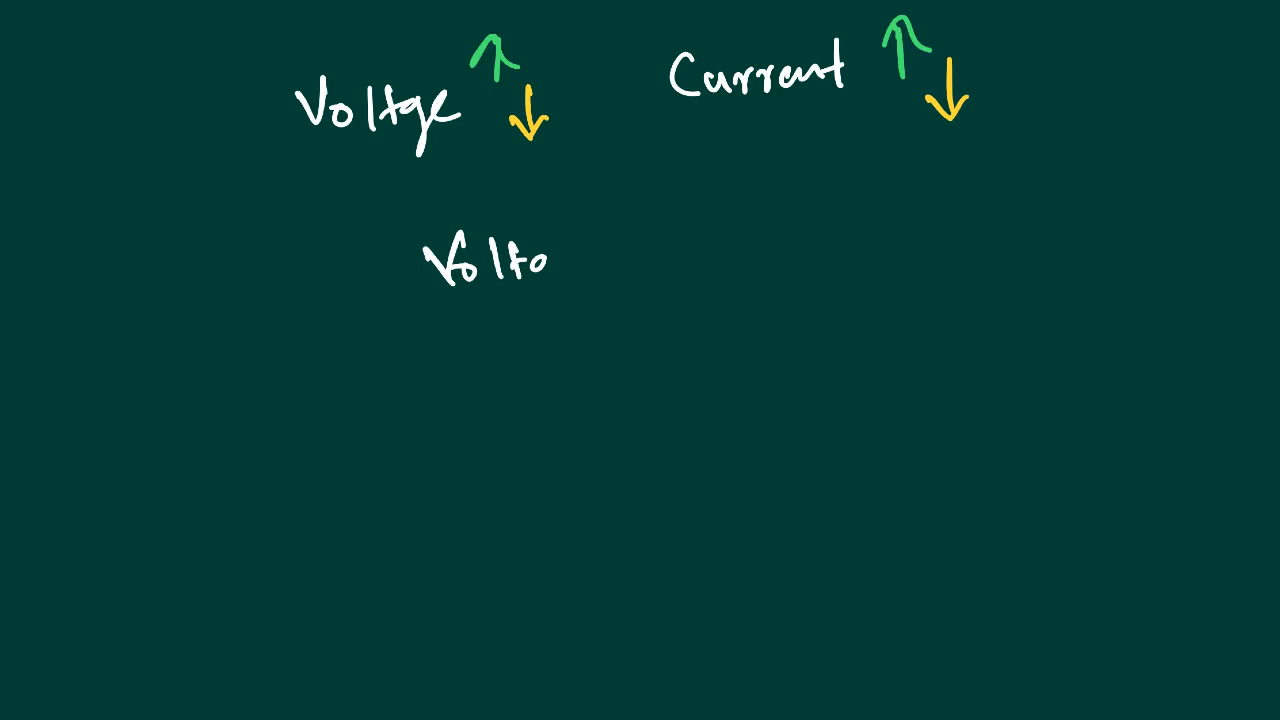 Voltge ↑ ↓ Current ↑ ↓
Volto